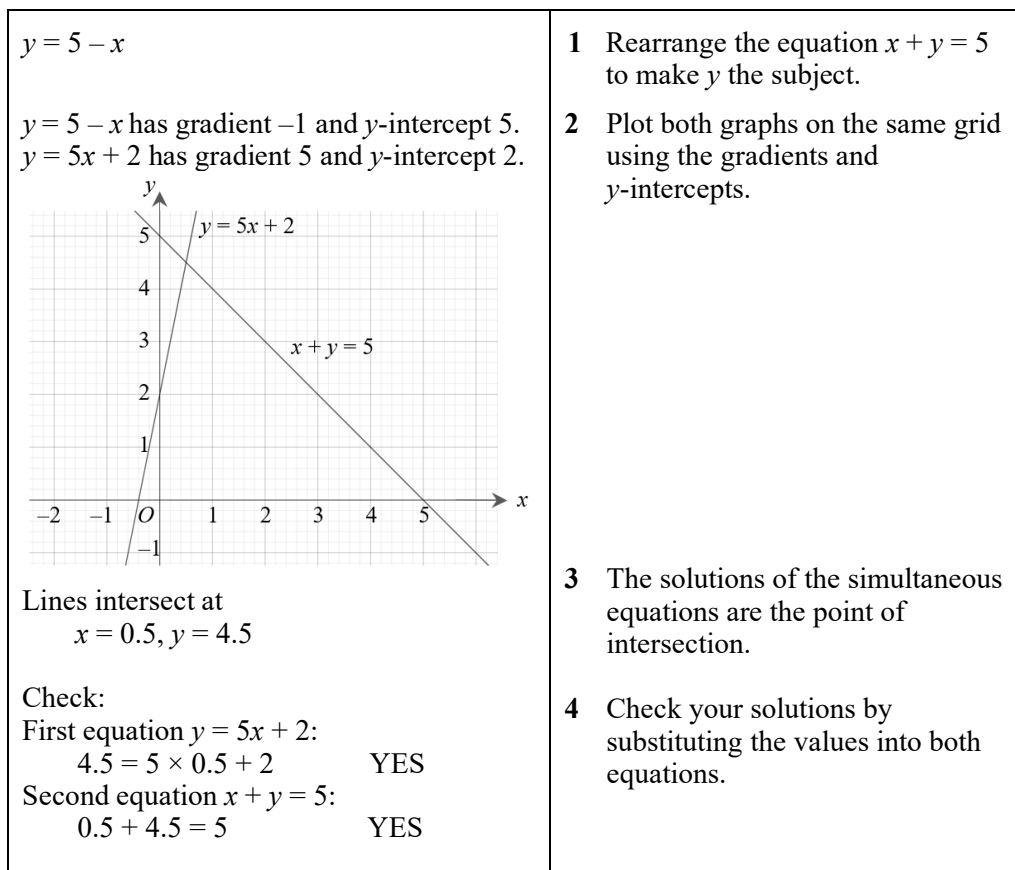 y = 5 – x
1 Rearrange the equation x + y = 5
to make y the subject.
y = 5 – x has gradient –1 and y-intercept 5.
y = 5x + 2 has gradient 5 and y-intercept 2.
2 Plot both graphs on the same grid
using the gradients and
y-intercepts.
y
y = 5x + 2
5
4
3
x + y = 5
2
1
x
–2 –1 O 1 2 3 4 5
–1
Lines intersect at
x = 0.5, y = 4.5
3 The solutions of the simultaneous
equations are the point of
intersection.
Check:
First equation y = 5x + 2:
4.5 = 5 × 0.5 + 2 YES
Second equation x + y = 5:
0.5 + 4.5 = 5 YES
4 Check your solutions by
substituting the values into both
equations.